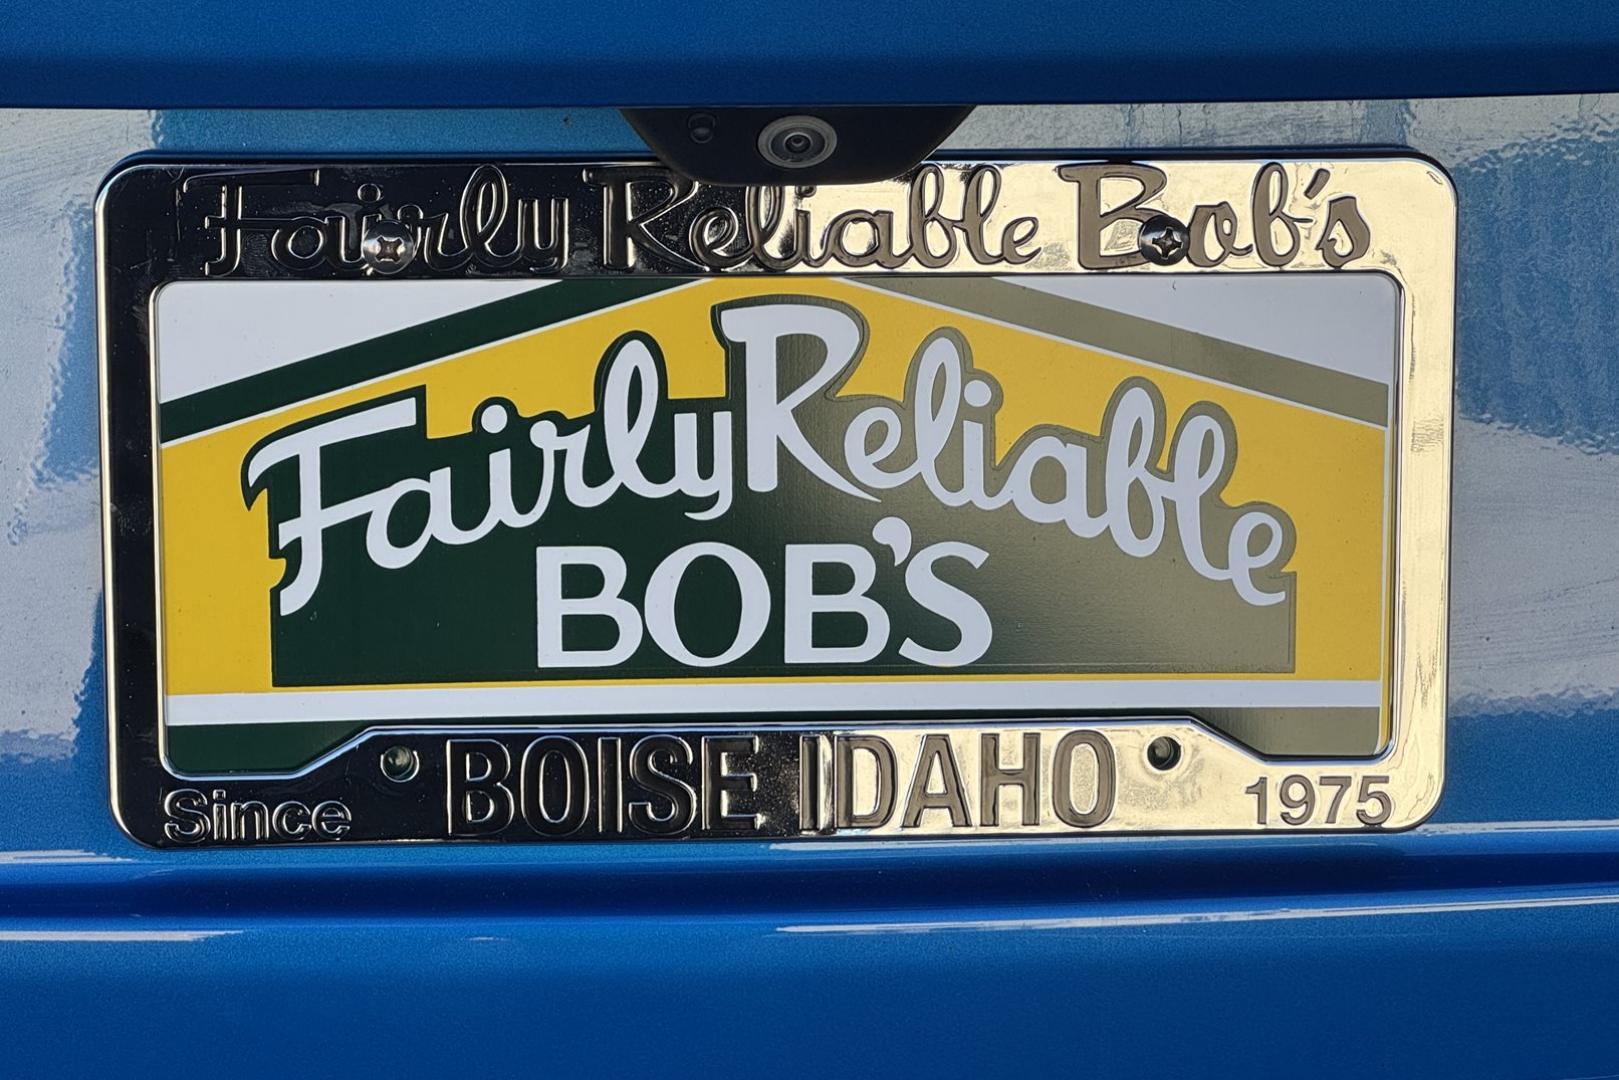 Fairly Reliable Bob's
Fairly Reliable
BOB'S
BOISE IDAHO
Since 1975